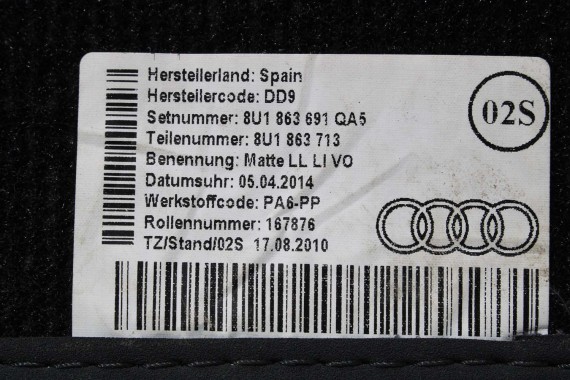 Herstellerland: Spain
Herstellercode: DD9
Setnummer: 8U1 863 691 QA5
Teilenummer: 8U1 863 713
Benennung: Matte LL LI VO
Datumsuhr: 05.04.2014
Werkstoffcode: PA6-PP
Rollennummer: 167876
TZ/Stand/02S 17.08.2010
02S